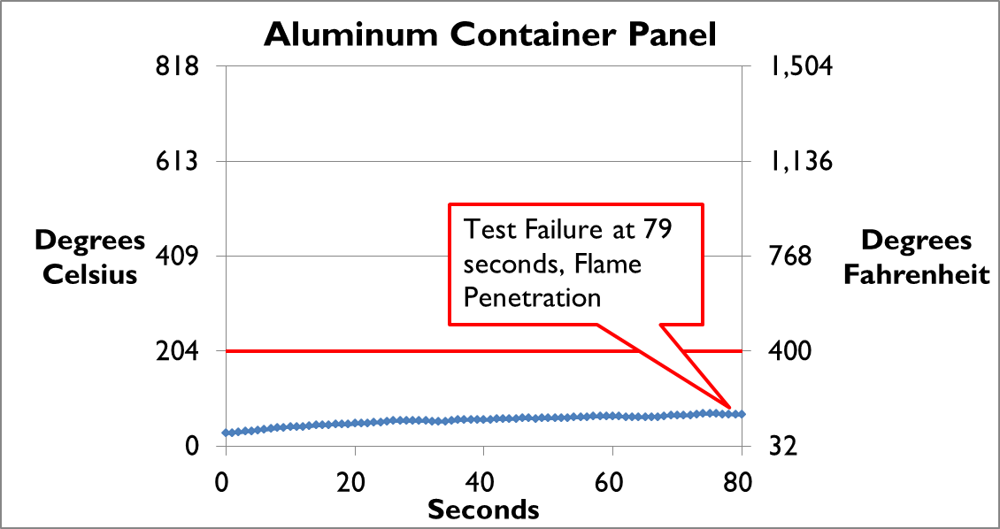 Aluminum Container Panel
818
613
409
204
0
Degrees
Celsius
1,504
1,136
768
400
32
Degrees
Fahrenheit
Test Failure at 79
seconds, Flame
Penetration
0 20 40 60 80
Seconds